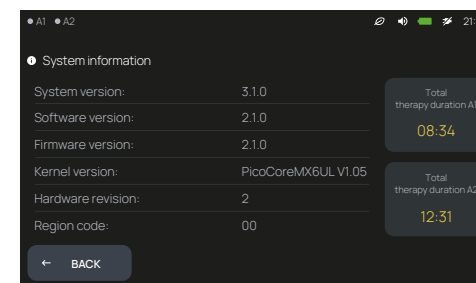 A1 A2 21:
System information
System version: 3.1.0
Software version: 2.1.0
Firmware version: 2.1.0
Kernel version: PicoCoreMX6UL V1.05
Hardware revision: 2
Region code: 00
Total
therapy duration A1
08:34
Total
therapy duration A2
12:31
← BACK